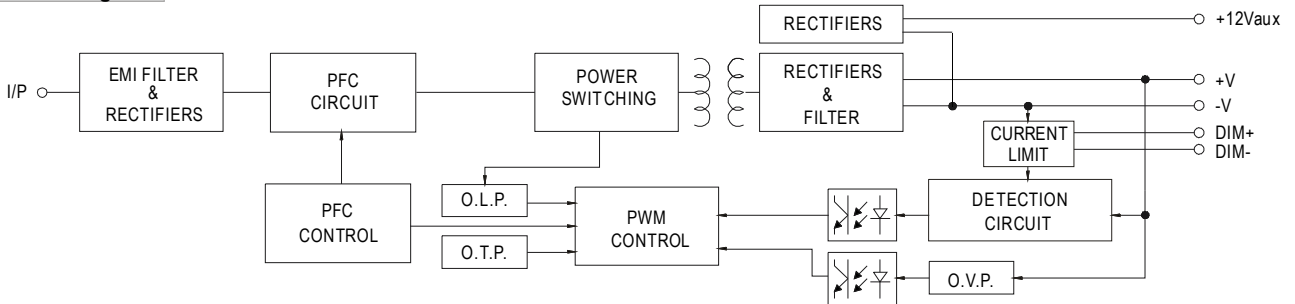 RECTIFIERS
+12Vaux
I/P
EMI FILTER
&
RECTIFIERS
PFC
CIRCUIT
POWER
SWITCHING
RECTIFIERS
&
FILTER
+V
-V
CURRENT
LIMIT
DIM+
DIM-
PFC
CONTROL
O.L.P.
O.T.P.
PWM
CONTROL
DETECTION
CIRCUIT
O.V.P.